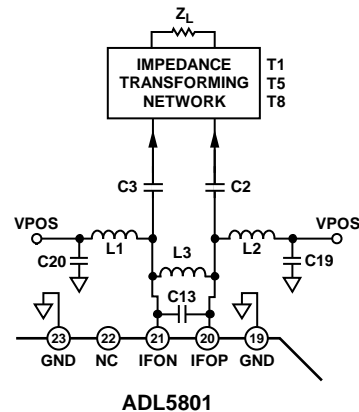 ZL
IMPEDANCE
TRANSFORMING
NETWORK
T1
T5
T8
C3
C2
VPOS
VPOS
L1
L3
L2
C20
C19
C13
23
22
21
20
19
GND
NC
IFON
IFOP
GND
ADL5801